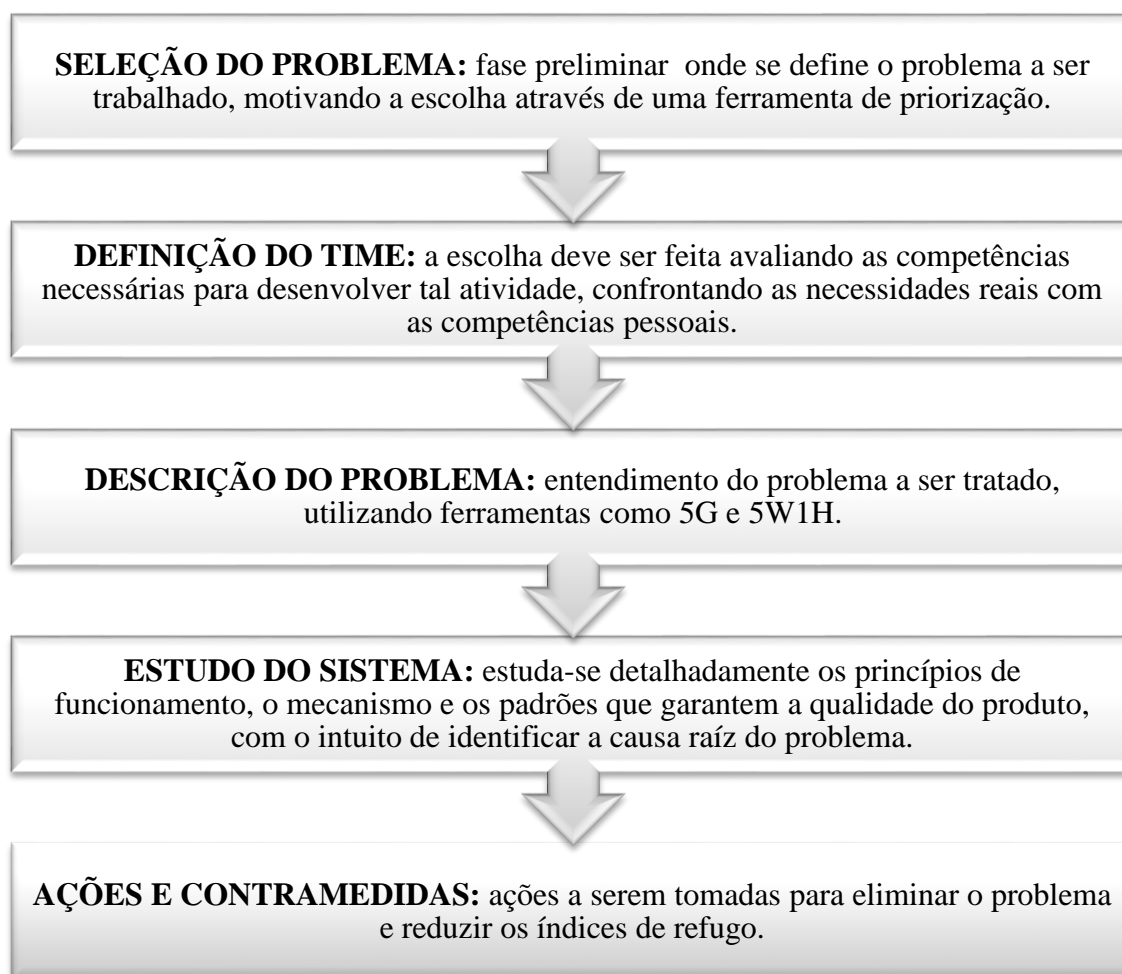 SELEÇÃO DO PROBLEMA: fase preliminar onde se define o problema a ser
trabalhado, motivando a escolha através de uma ferramenta de priorização.
DEFINIÇÃO DO TIME: a escolha deve ser feita avaliando as competências
necessárias para desenvolver tal atividade, confrontando as necessidades reais com
as competências pessoais.
DESCRIÇÃO DO PROBLEMA: entendimento do problema a ser tratado,
utilizando ferramentas como 5G e 5W1H.
ESTUDO DO SISTEMA: estuda-se detalhadamente os princípios de
funcionamento, o mecanismo e os padrões que garantem a qualidade do produto,
com o intuito de identificar a causa raíz do problema.
AÇÕES E CONTRAMEDIDAS: ações a serem tomadas para eliminar o problema
e reduzir os índices de refugo.